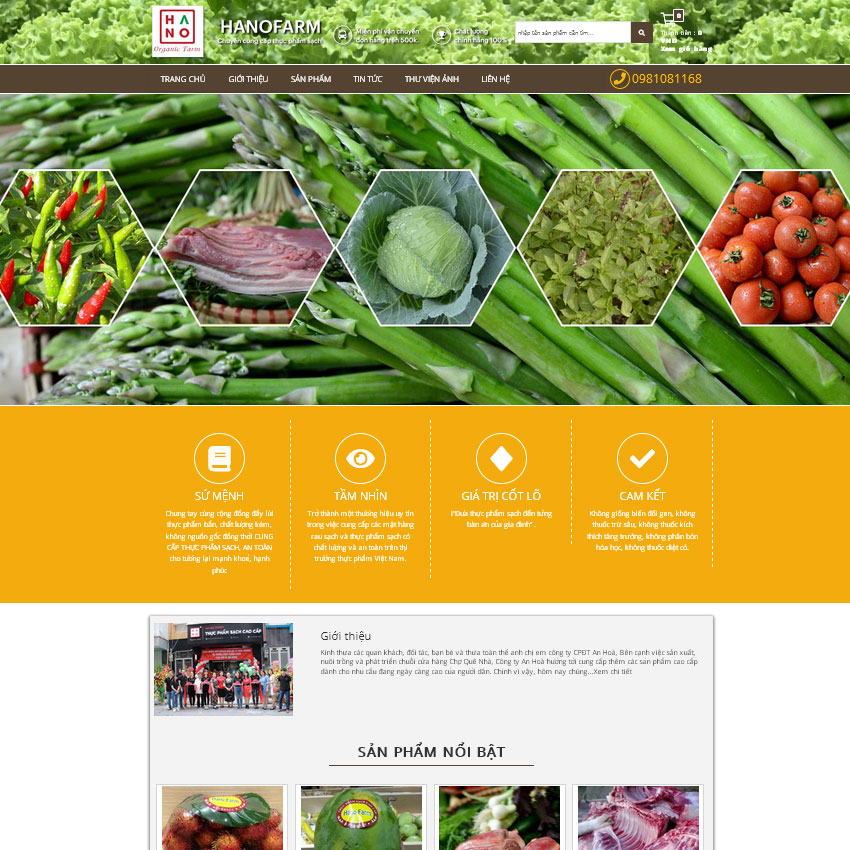 HANO
Organic Farm
HANOFARM
Chuyên cung cấp thực phẩm sạch
Miễn phí vận chuyển
đơn hàng trên 500k.
Chất lượng
chính hãng 100%
nhập tên sản phẩm cần tìm...
0
Thành tiền : 0
VNĐ
Xem giỏ hàng
TRANG CHỦ
GIỚI THIỆU
SẢN PHẨM
TIN TỨC
THƯ VIỆN ẢNH
LIÊN HỆ
0981081168
SỨ MỆNH
Chung tay cùng cộng đồng đẩy lùi
thực phẩm bẩn, chất lượng kém,
không nguồn gốc đồng thời CUNG
CẤP THỰC PHẨM SẠCH, AN TOÀN
cho tương lại mạnh khoẻ, hạnh
phúc
TẦM NHÌN
Trở thành một thương hiệu uy tín
trong việc cung cấp các mặt hàng
rau sạch và thực phẩm sạch có
chất lượng và an toàn trên thị
trường thực phẩm Việt Nam.
GIÁ TRỊ CỐT LÕ
I"Đưa thực phẩm sạch đến từng
bàn ăn của gia đình" .
CAM KẾT
Không giống biến đổi gen, không
thuốc trừ sâu, không thuốc kích
thích tăng trưởng, không phân bón
hóa học, không thuốc diệt cỏ.
THỰC PHẨM SẠCH CAO CẤP
Giới thiệu
Kính thưa các quan khách, đối tác, bạn bè và thưa toàn thể anh chị em công ty CPĐT An Hoà, Bên cạnh việc sản xuất,
nuôi trồng và phát triển chuỗi cửa hàng Chợ Quê Nhà, Công ty An Hoà hướng tới cung cấp thêm các sản phẩm cao cấp
dành cho nhu cầu đang ngày càng cao của người dân. Chính vì vậy, hôm nay chúng...Xem chi tiết
SẢN PHẨM NỔI BẬT
Hano Farm
Hano Farm